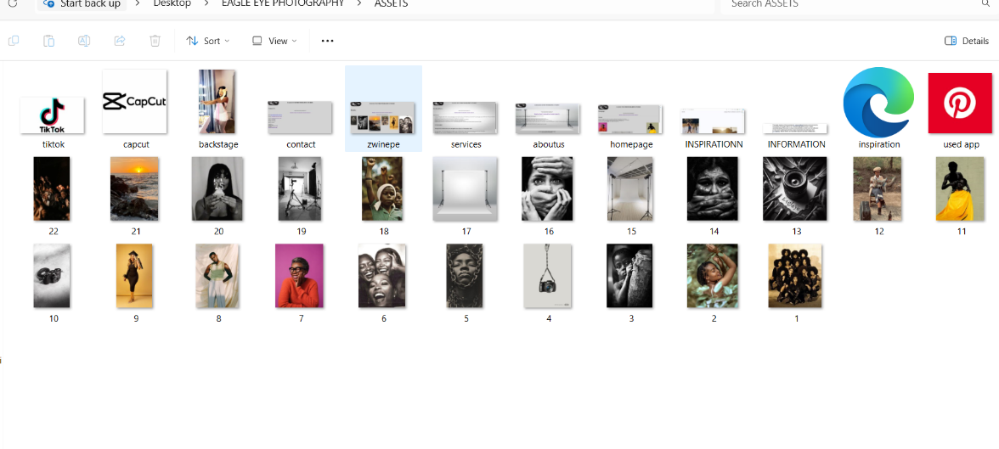 Start back up > Desktop > EAGLE EYE PHOTOGRAPHY > ASSETS
Search ASSETS
Sort
View
Details
TikTok
CapCut
tiktok
capcut
backstage
contact
zwinepe
services
aboutus
homepage
INSPIRATIONN
INFORMATION
inspiration
used app
22
21
20
19
18
17
16
15
14
13
12
11
10
9
8
7
6
5
4
3
2
1